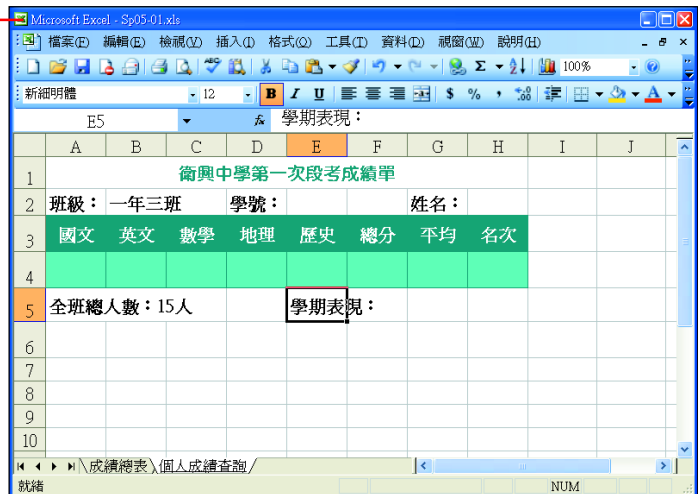 Microsoft Excel - Sp05-01.xls
檔案(F) 編輯(E) 檢視(V) 插入(I) 格式(O) 工具(T) 資料(D) 視窗(W) 說明(H)
100%
新細明體 12 B I U $ % ,
E5 fx 學期表現：
A B C D E F G H I J
1 衛興中學第一次段考成績單
2 班級： 一年三班 學號： 姓名：
3 國文 英文 數學 地理 歷史 總分 平均 名次
4
5 全班總人數：15人 學期表現：
6
7
8
9
10
成績總表 個人成績查詢
就緒 NUM